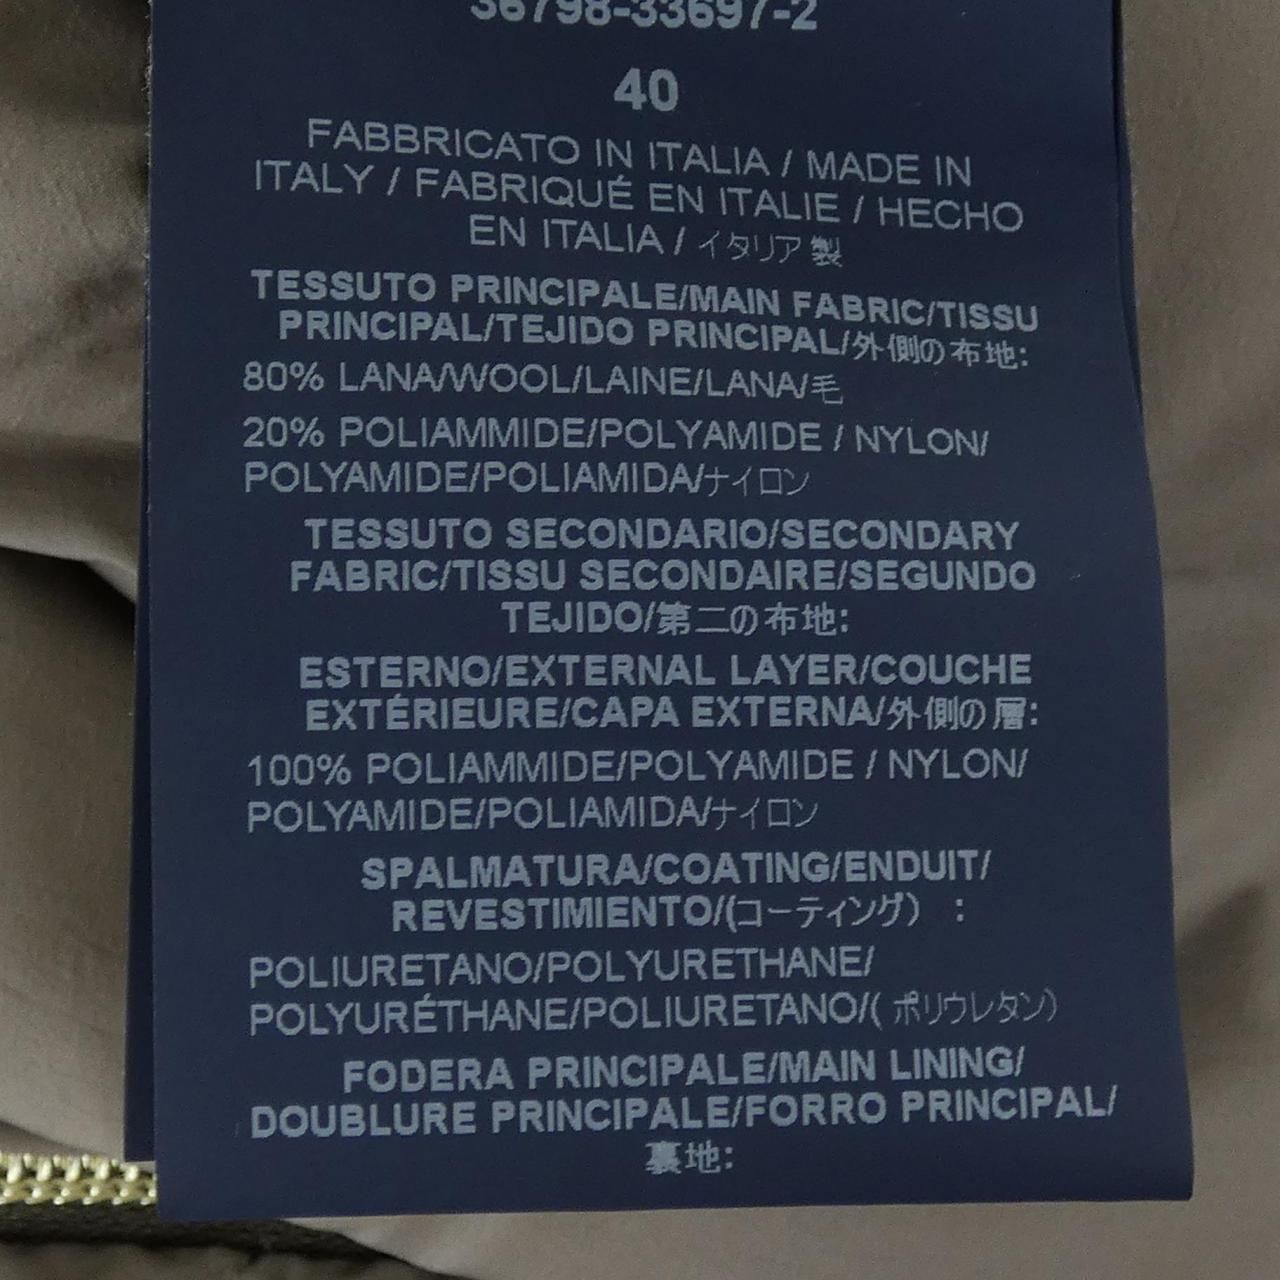 36798-33697-2
40
FABBRICATO IN ITALIA / MADE IN
ITALY / FABRIQUÉ EN ITALIE / HECHO
EN ITALIA / イタリア製
TESSUTO PRINCIPALE/MAIN FABRIC/TISSU
PRINCIPAL/TEJIDO PRINCIPAL/外側の布地:
80% LANA/WOOL/LAINE/LANA/毛
20% POLIAMMIDE/POLYAMIDE / NYLON/
POLYAMIDE/POLIAMIDA/ナイロン
TESSUTO SECONDARIO/SECONDARY
FABRIC/TISSU SECONDAIRE/SEGUNDO
TEJIDO/第二の布地:
ESTERNO/EXTERNAL LAYER/COUCHE
EXTÉRIEURE/CAPA EXTERNA/外側の層:
100% POLIAMMIDE/POLYAMIDE / NYLON/
POLYAMIDE/POLIAMIDA/ナイロン
SPALMATURA/COATING/ENDUIT/
REVESTIMIENTO/(コーティング) :
POLIURETANO/POLYURETHANE/
POLYURÉTHANE/POLIURETANO/( ポリウレタン)
FODERA PRINCIPALE/MAIN LINING/
DOUBLURE PRINCIPALE/FORRO PRINCIPAL/
裏地: